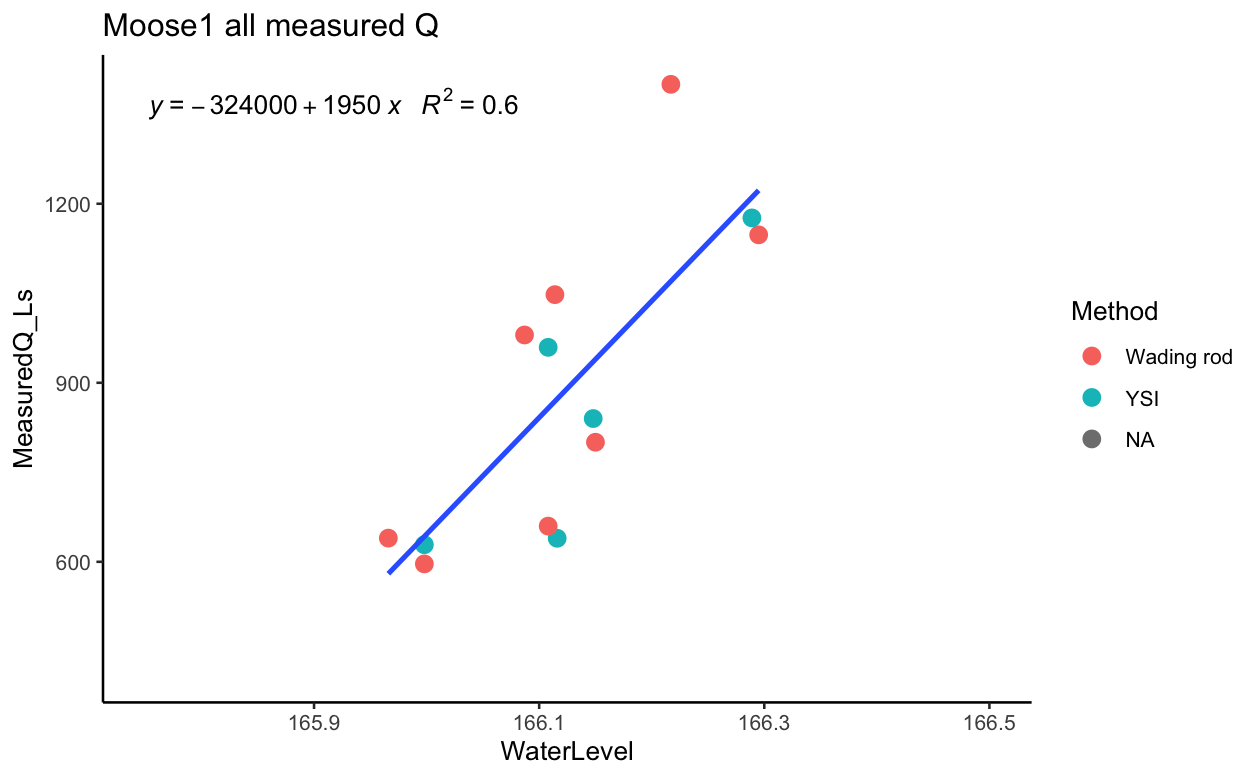 Moose1 all measured Q
y = − 324000 + 1950 x R² = 0.6
1200
900
600
MeasuredQ_Ls
165.9 166.1 166.3 166.5
WaterLevel
Method
Wading rod
YSI
NA